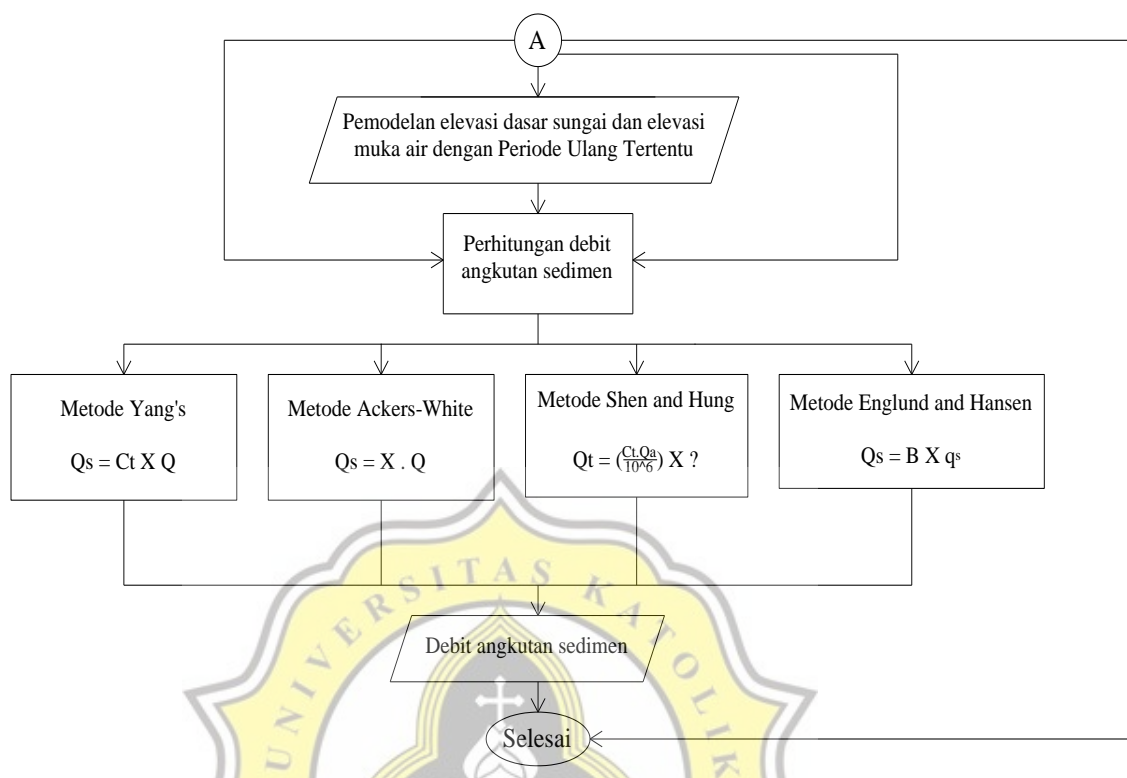 A
Pemodelan elevasi dasar sungai dan elevasi
muka air dengan Periode Ulang Tertentu
Perhitungan debit
angkutan sedimen
Metode Yang's
Qs = Ct X Q
Metode Ackers-White
Qs = X . Q
Metode Shen and Hung
Qt = (Ct.Qa/10^6) X ?
Metode Englund and Hansen
Qs = B X qs
UNIVERSITAS KATOLIK
Debit angkutan sedimen
Selesai